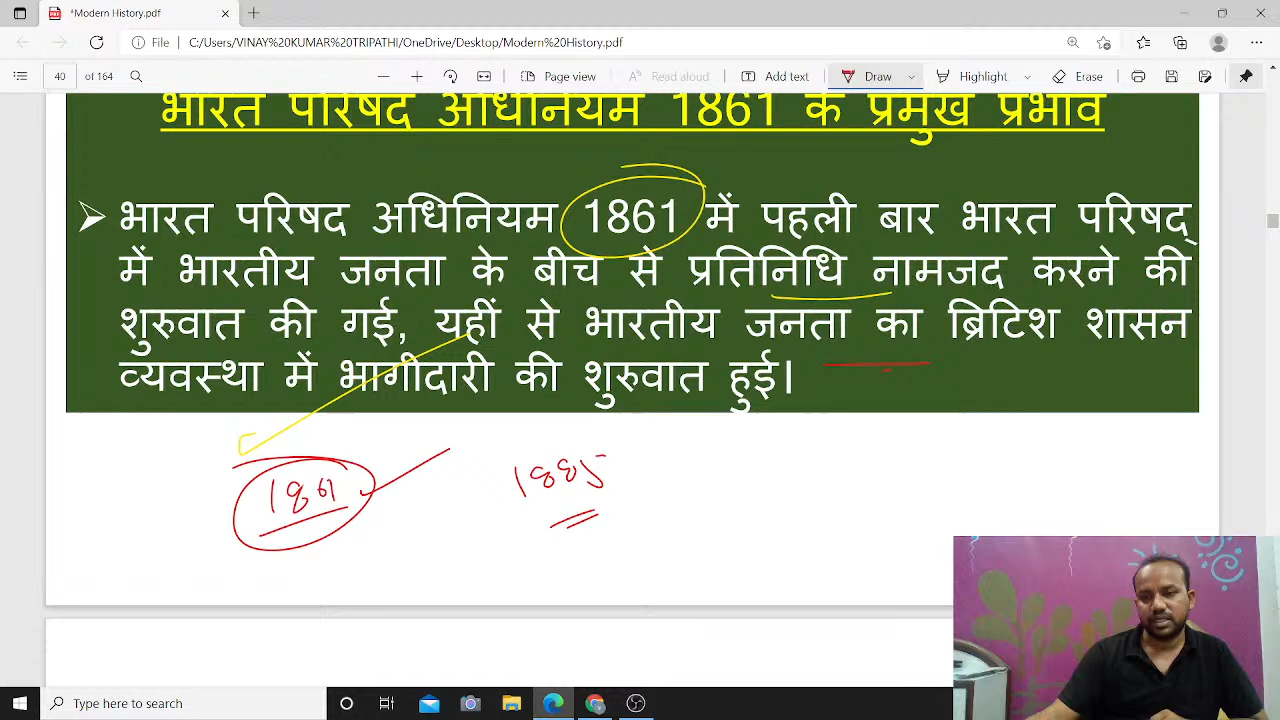 *Modern History.pdf
File C:/Users/VINAY%20KUMAR%20TRIPATHI/OneDrive/Desktop/Modern%20History.pdf
40 of 164 Page view Read aloud Add text Draw Highlight Erase
भारत परिषद अधिनियम 1861 के प्रमुख प्रभाव
भारत परिषद अधिनियम 1861 में पहली बार भारत परिषद्
में भारतीय जनता के बीच से प्रतिनिधि नामजद करने की
शुरुवात की गई, यहीं से भारतीय जनता का ब्रिटिश शासन
व्यवस्था में भागीदारी की शुरुवात हुई।
1861 1885
Type here to search